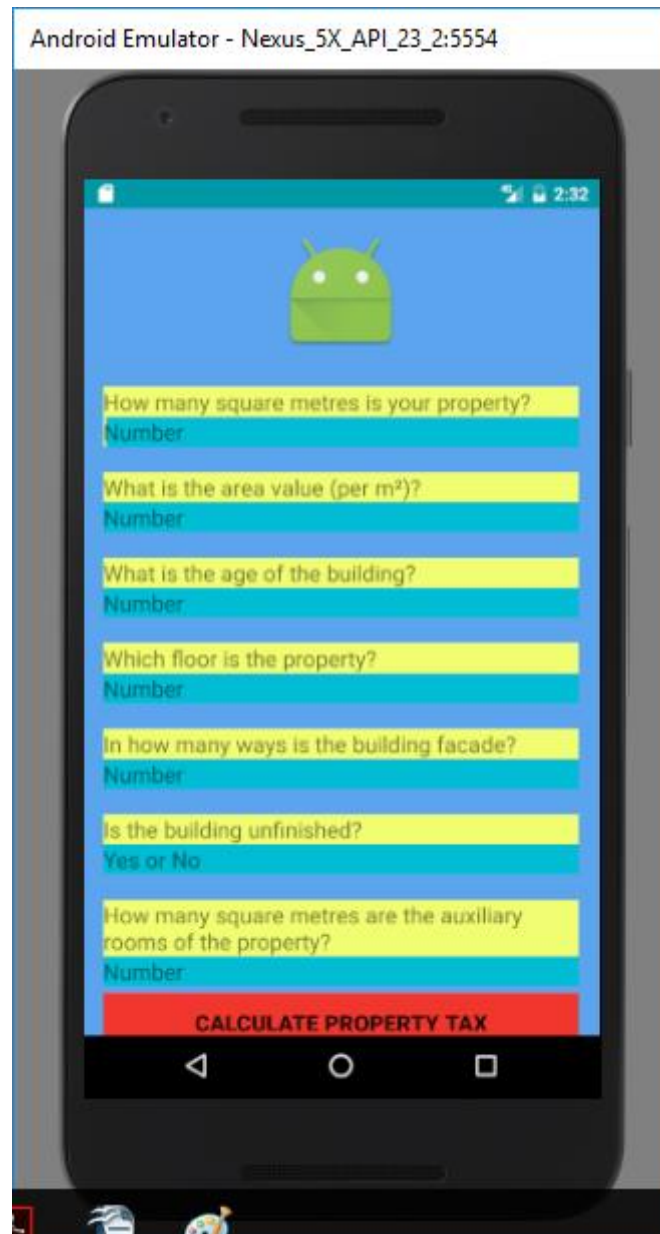 Android Emulator - Nexus_5X_API_23_2:5554
2:32
How many square metres is your property?
Number
What is the area value (per m²)?
Number
What is the age of the building?
Number
Which floor is the property?
Number
In how many ways is the building facade?
Number
Is the building unfinished?
Yes or No
How many square metres are the auxiliary
rooms of the property?
Number
CALCULATE PROPERTY TAX